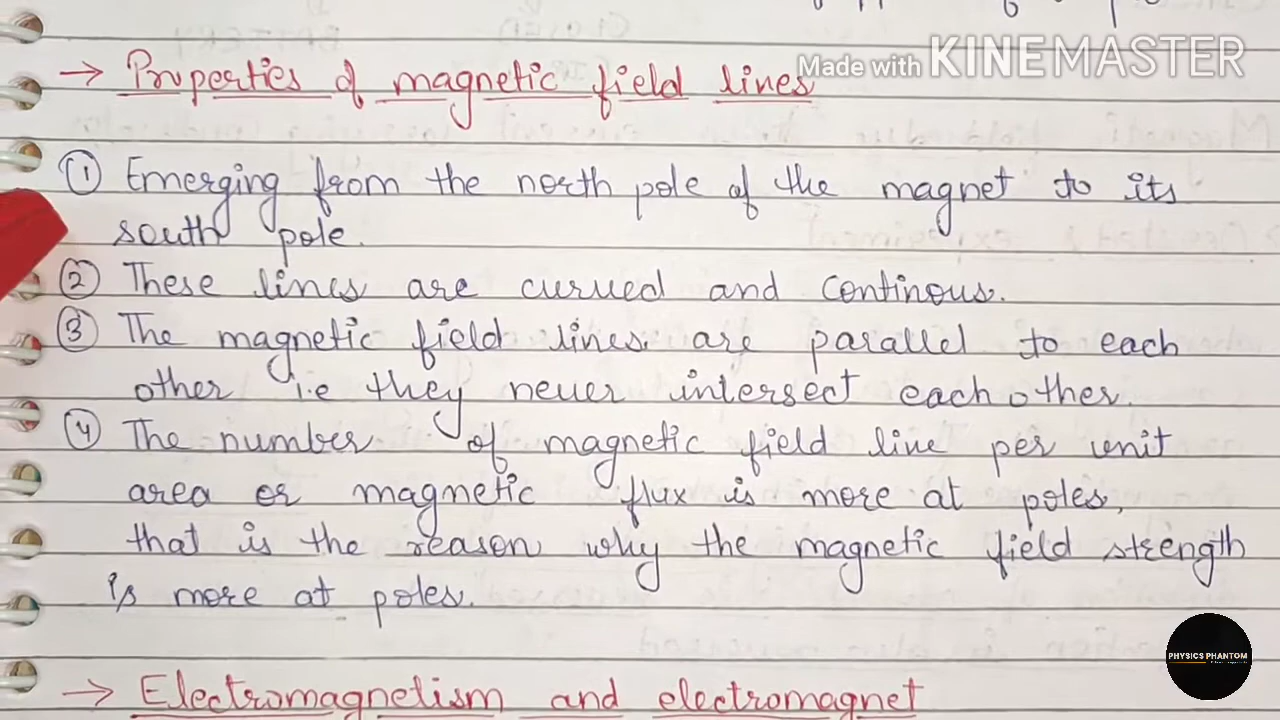 Made with KINEMASTER
→ Properties of magnetic field lines
① Emerging from the north pole of the magnet to its
south pole.
② These lines are curved and continous.
③ The magnetic field lines are parallel to each
other i.e they never intersect each other.
④ The number of magnetic field line per unit
area or magnetic flux is more at poles,
that is the reason why the magnetic field strength
is more at poles.
PHYSICS PHANTOM
→ Electromagnetism and electromagnet